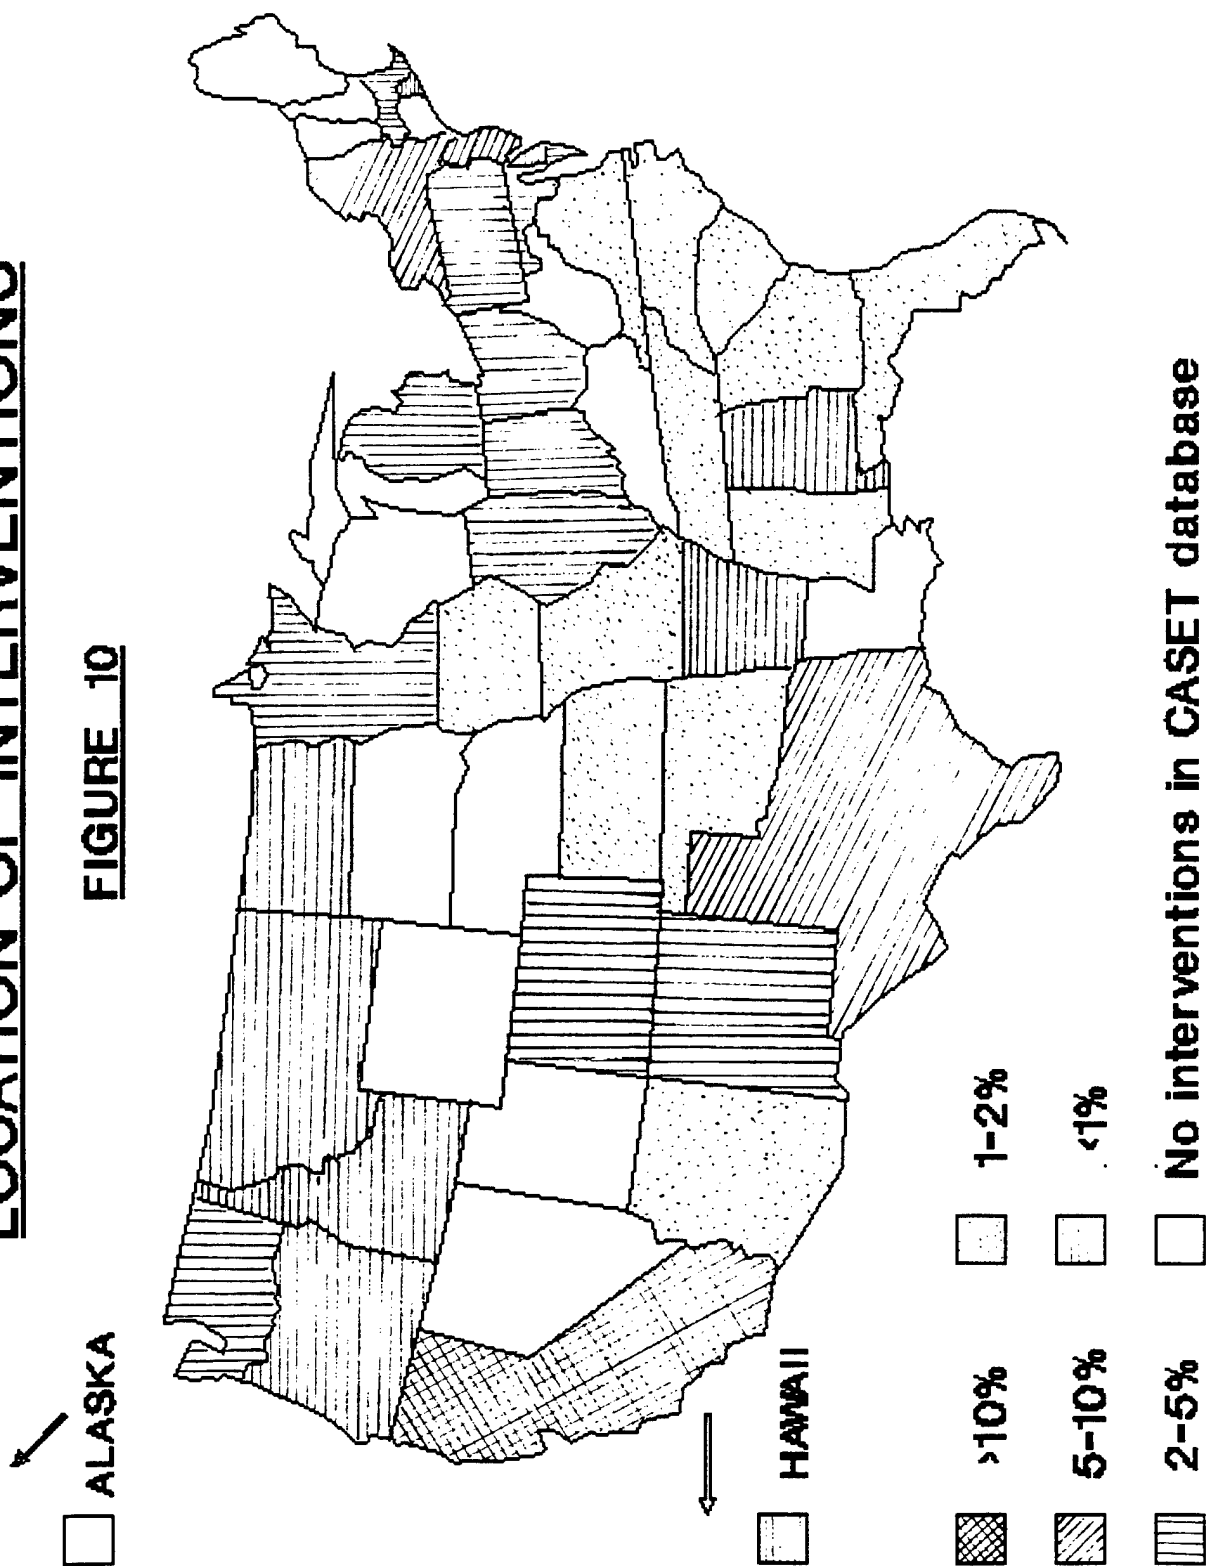 LOCATION OF INTERVENTIONS
FIGURE 10
ALASKA
HAWAII
>10%
5-10%
2-5%
1-2%
<1%
No interventions in CASET database